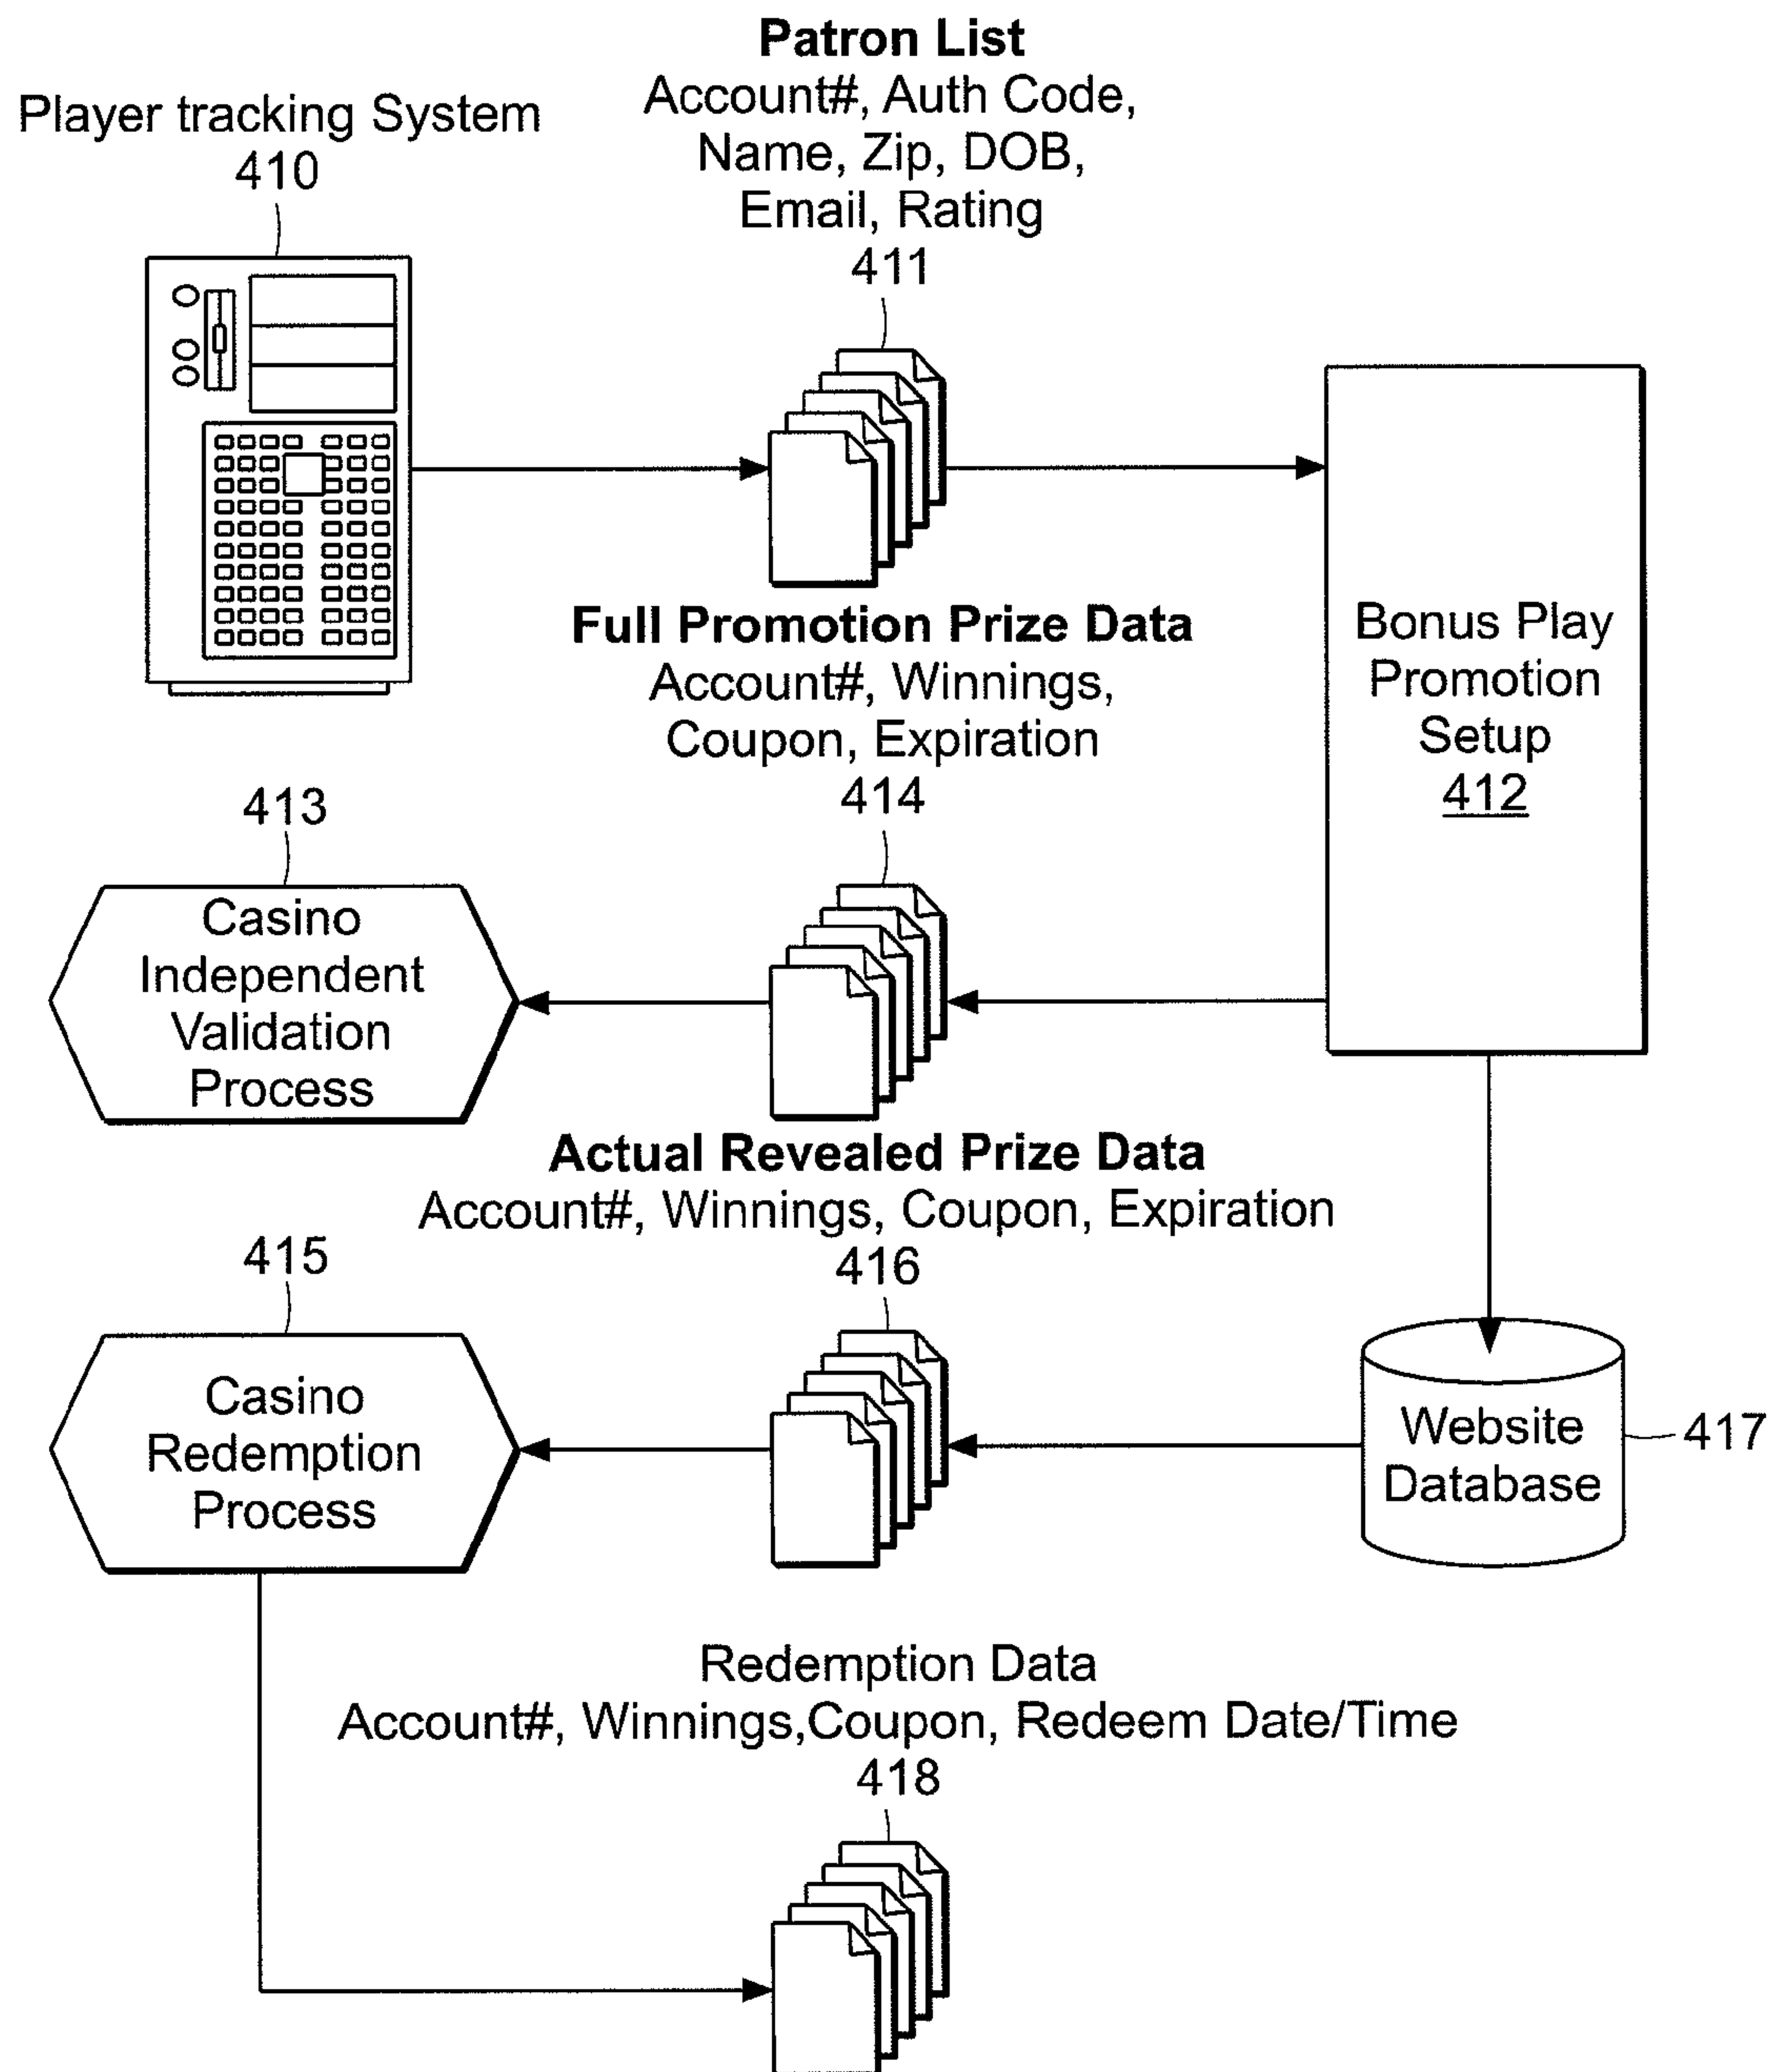 Patron List
Account#, Auth Code,
Name, Zip, DOB,
Email, Rating
411
Player tracking System
410
Bonus Play
Promotion
Setup
412
Full Promotion Prize Data
Account#, Winnings,
Coupon, Expiration
414
413
Casino
Independent
Validation
Process
Actual Revealed Prize Data
Account#, Winnings, Coupon, Expiration
416
415
Casino
Redemption
Process
Website
Database
417
Redemption Data
Account#, Winnings,Coupon, Redeem Date/Time
418